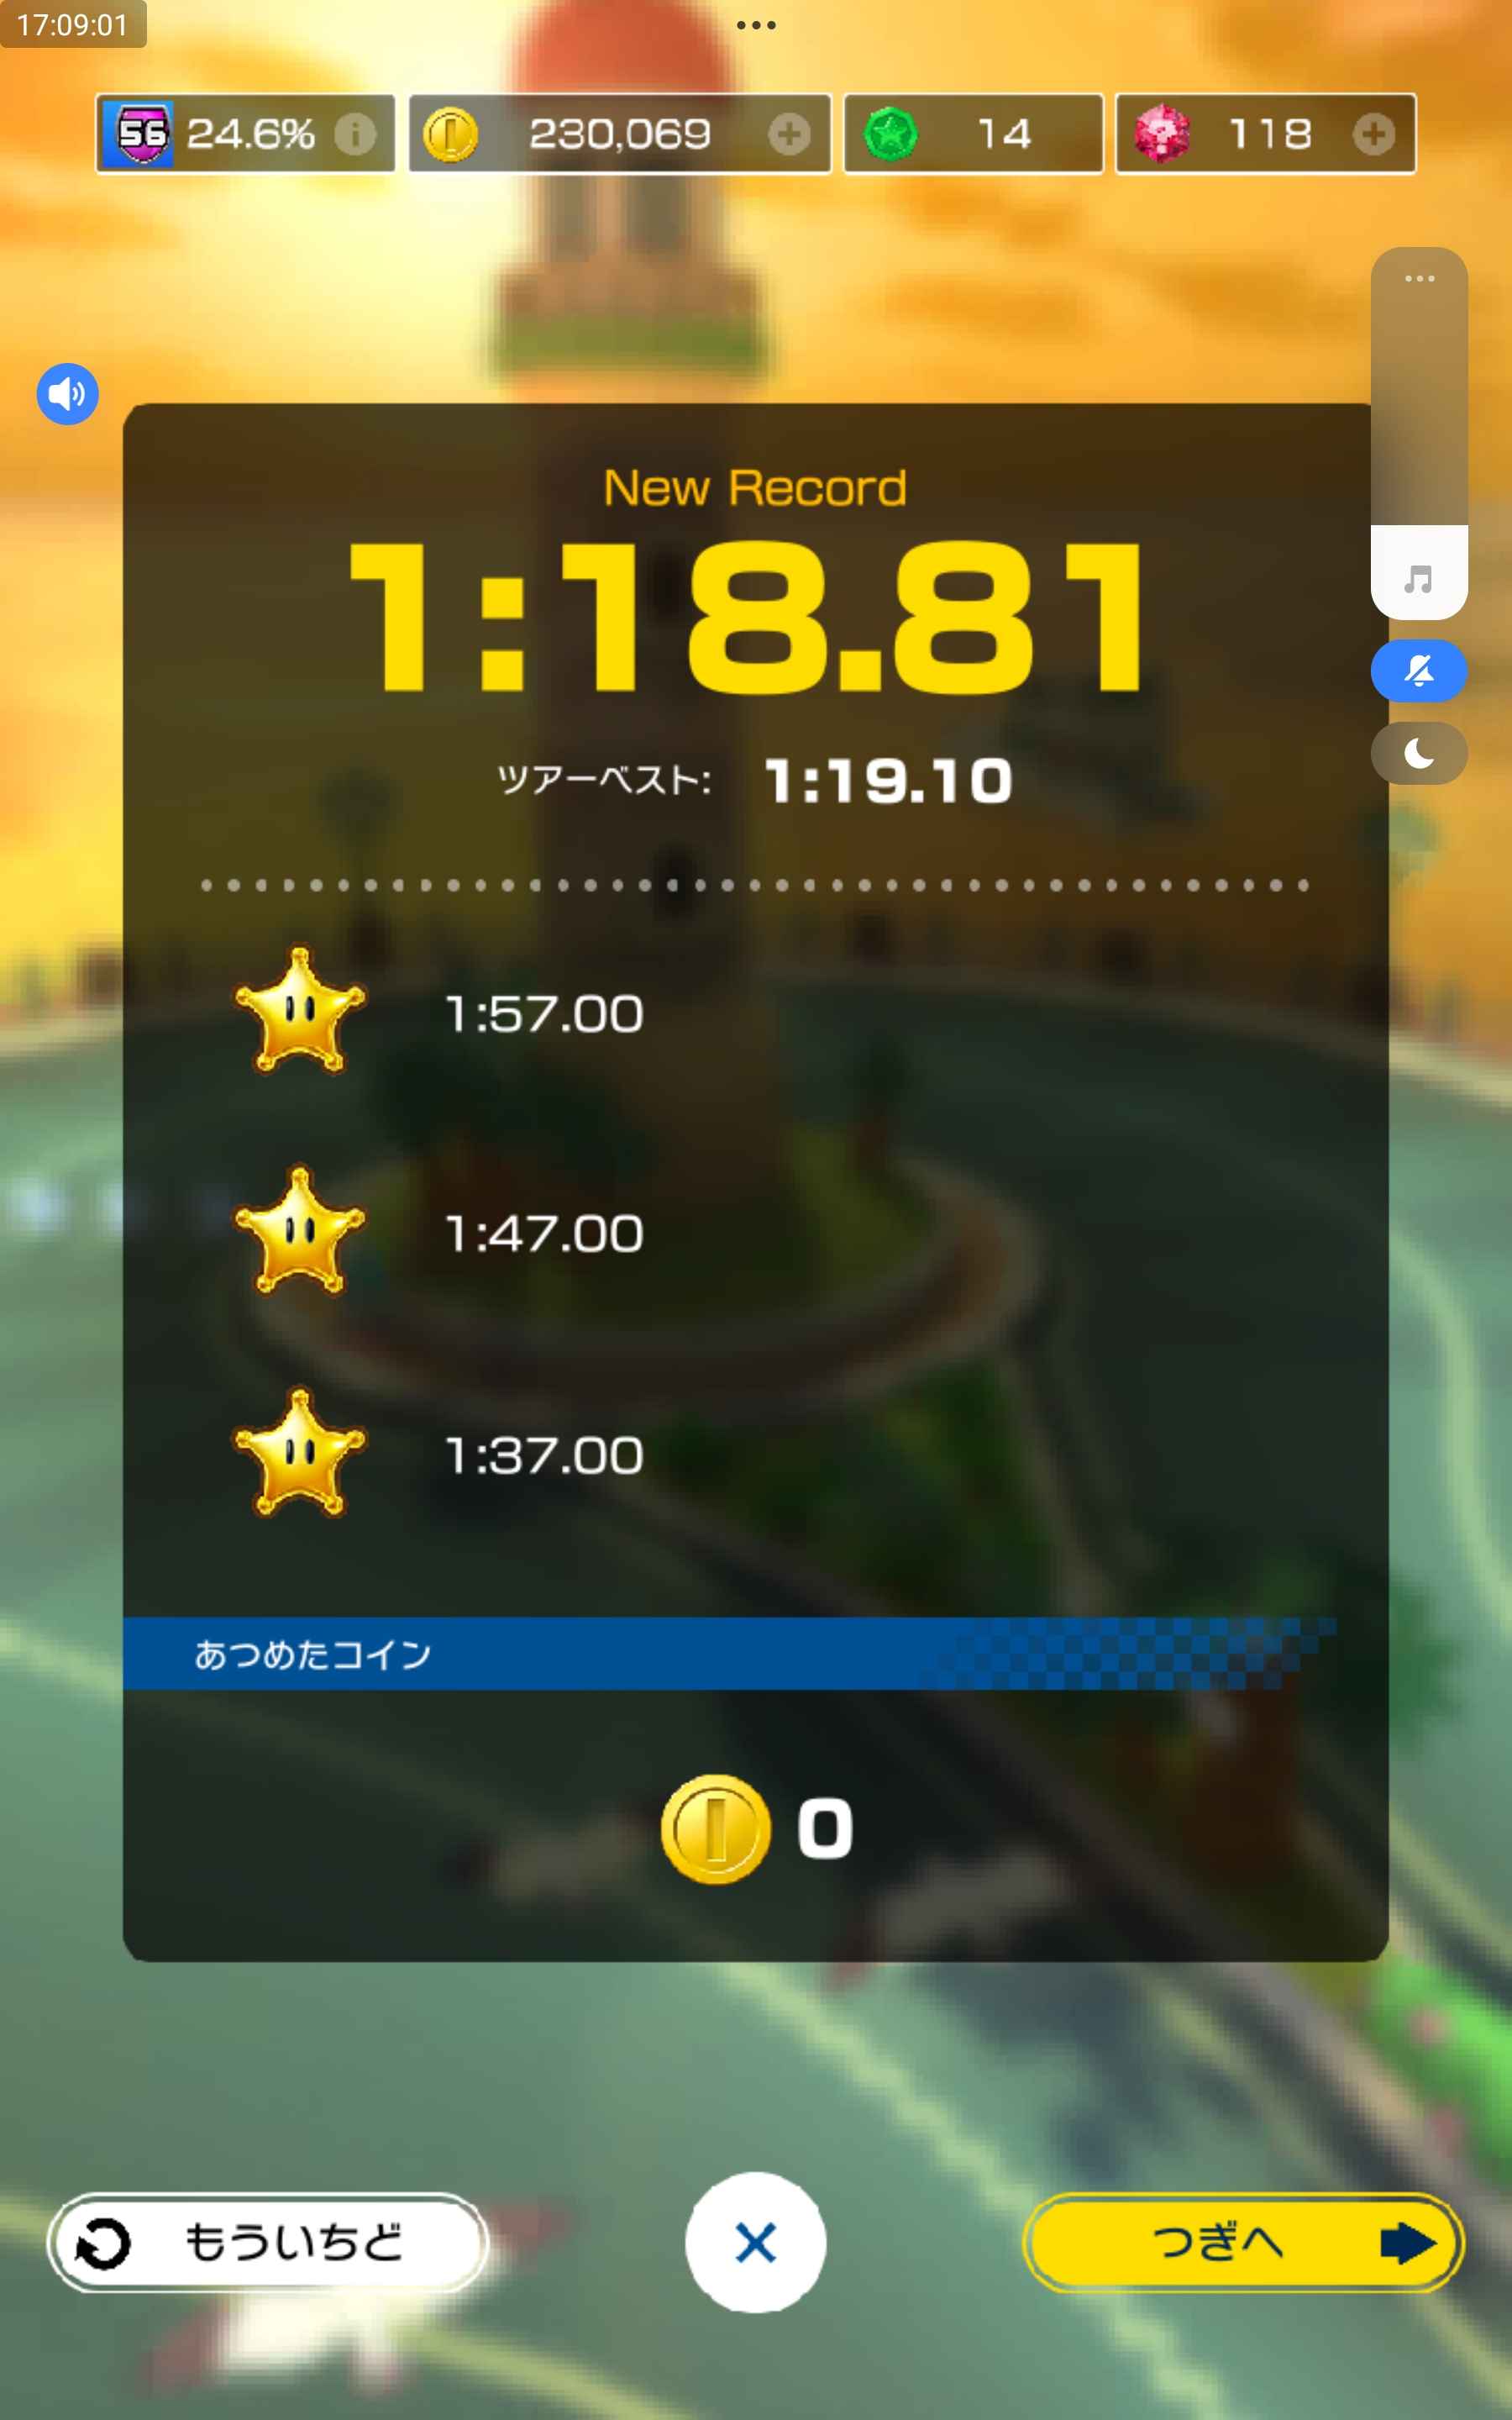 17:09:01
56 24.6% i 230,069 + 14 118 +
New Record
1:18.81
ツアーベスト: 1:19.10
1:57.00
1:47.00
1:37.00
あつめたコイン
0
もういちど
つぎへ